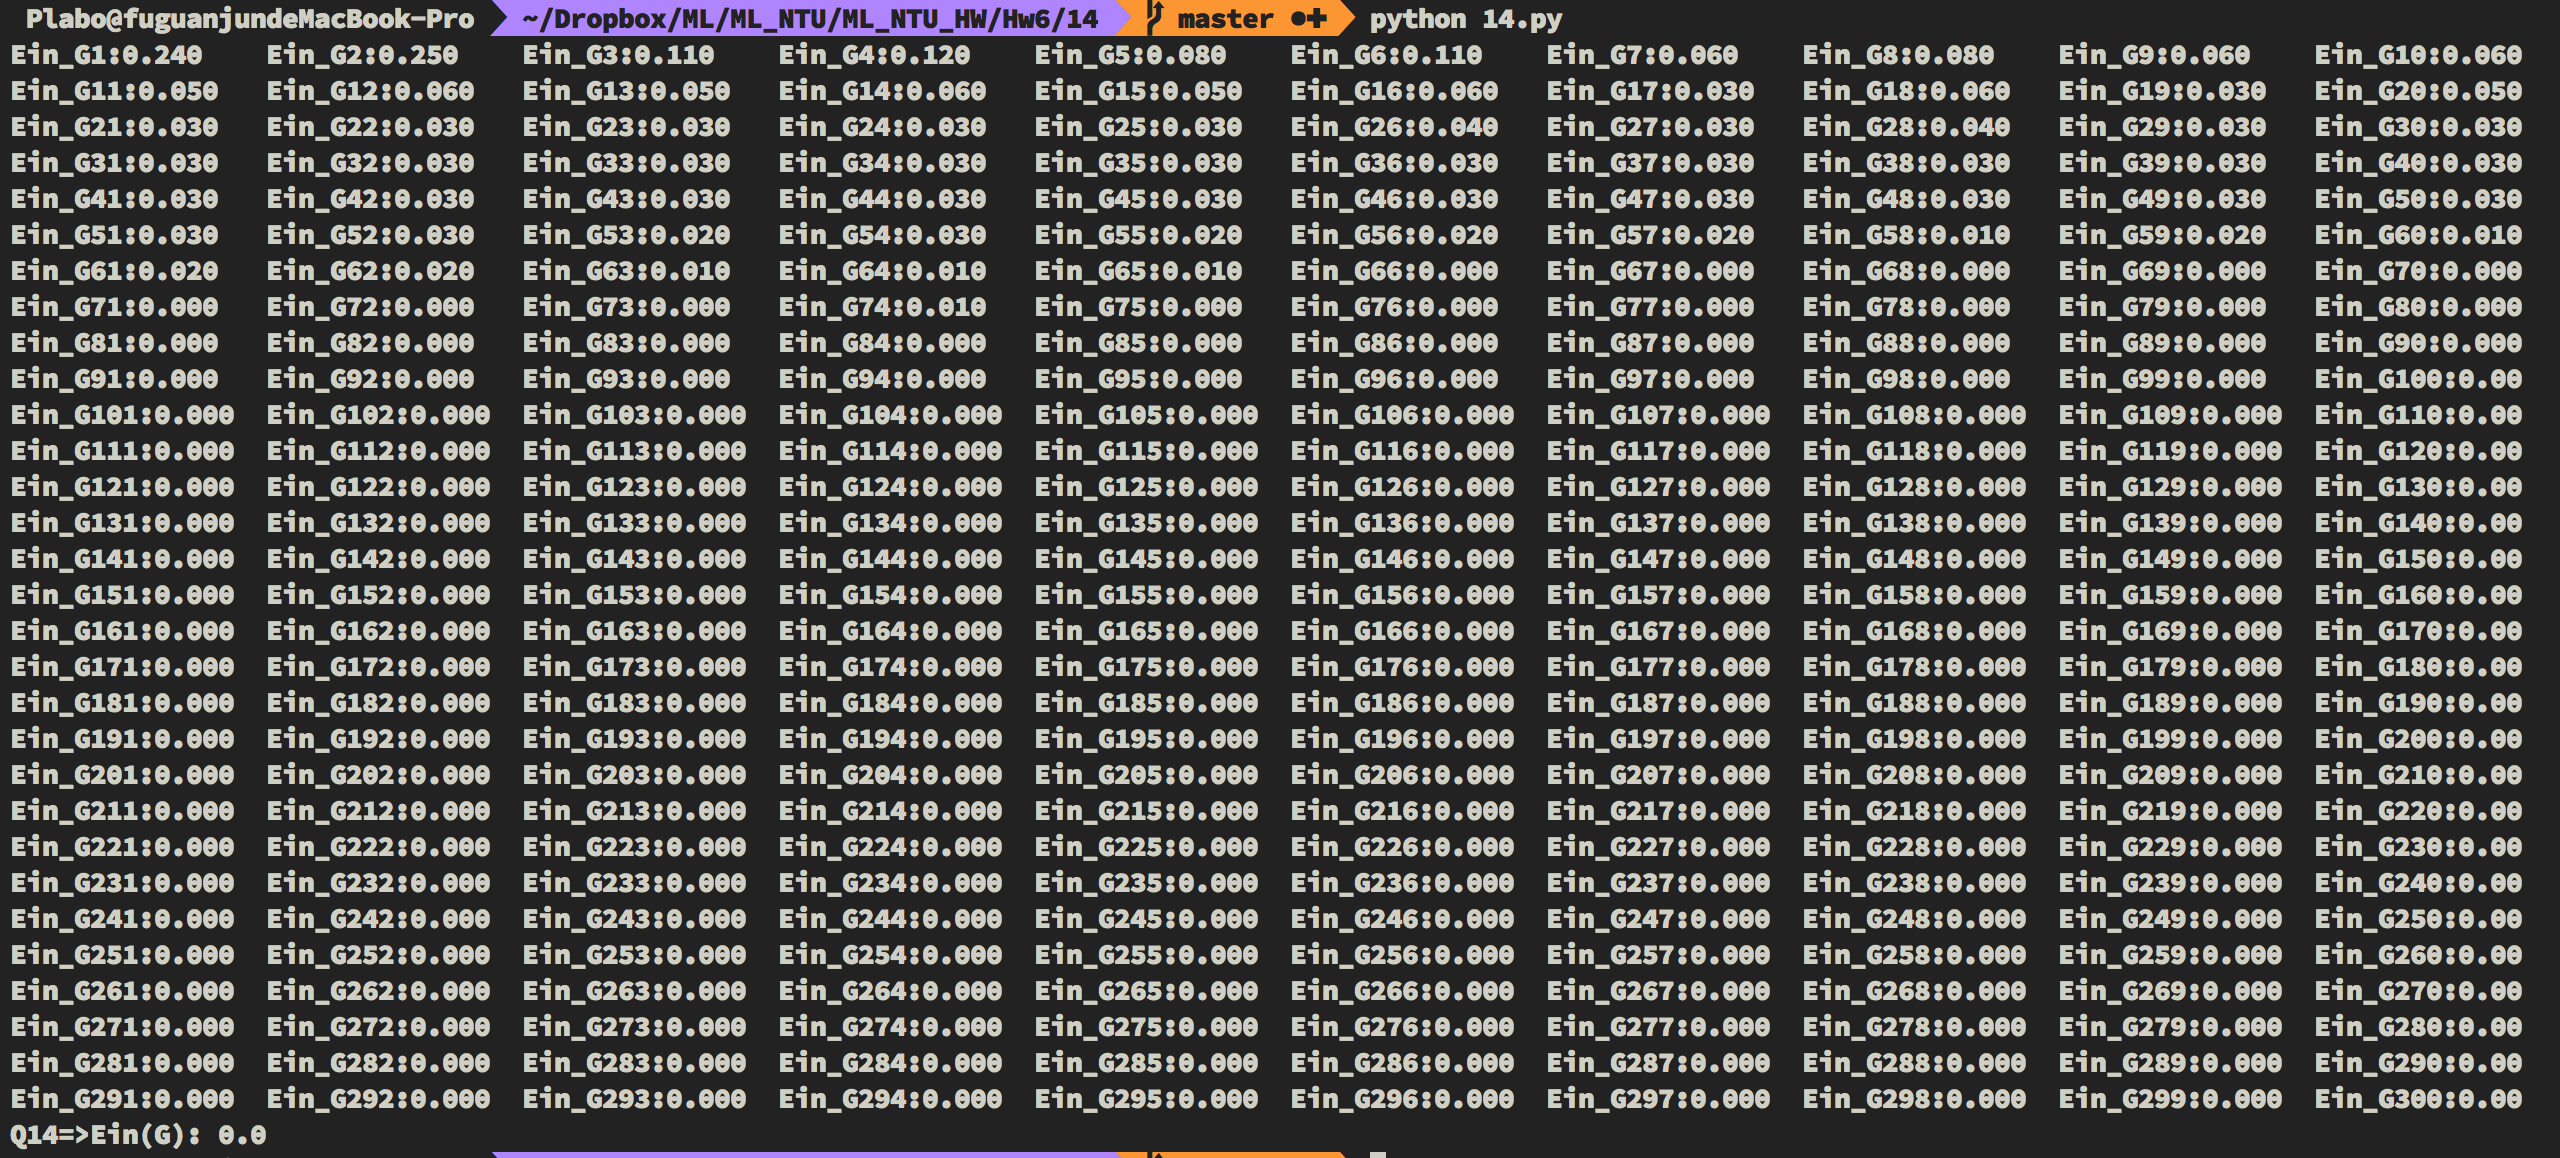 Plabo@fuguanjundeMacBook-Pro ~/Dropbox/ML/ML_NTU/ML_NTU_HW/Hw6/14 master ●✚ python 14.py
Ein_G1:0.240 Ein_G2:0.250 Ein_G3:0.110 Ein_G4:0.120 Ein_G5:0.080 Ein_G6:0.110 Ein_G7:0.060 Ein_G8:0.080 Ein_G9:0.060 Ein_G10:0.060
Ein_G11:0.050 Ein_G12:0.060 Ein_G13:0.050 Ein_G14:0.060 Ein_G15:0.050 Ein_G16:0.060 Ein_G17:0.030 Ein_G18:0.060 Ein_G19:0.030 Ein_G20:0.050
Ein_G21:0.030 Ein_G22:0.030 Ein_G23:0.030 Ein_G24:0.030 Ein_G25:0.030 Ein_G26:0.040 Ein_G27:0.030 Ein_G28:0.040 Ein_G29:0.030 Ein_G30:0.030
Ein_G31:0.030 Ein_G32:0.030 Ein_G33:0.030 Ein_G34:0.030 Ein_G35:0.030 Ein_G36:0.030 Ein_G37:0.030 Ein_G38:0.030 Ein_G39:0.030 Ein_G40:0.030
Ein_G41:0.030 Ein_G42:0.030 Ein_G43:0.030 Ein_G44:0.030 Ein_G45:0.030 Ein_G46:0.030 Ein_G47:0.030 Ein_G48:0.030 Ein_G49:0.030 Ein_G50:0.030
Ein_G51:0.030 Ein_G52:0.030 Ein_G53:0.020 Ein_G54:0.030 Ein_G55:0.020 Ein_G56:0.020 Ein_G57:0.020 Ein_G58:0.010 Ein_G59:0.020 Ein_G60:0.010
Ein_G61:0.020 Ein_G62:0.020 Ein_G63:0.010 Ein_G64:0.010 Ein_G65:0.010 Ein_G66:0.000 Ein_G67:0.000 Ein_G68:0.000 Ein_G69:0.000 Ein_G70:0.000
Ein_G71:0.000 Ein_G72:0.000 Ein_G73:0.000 Ein_G74:0.010 Ein_G75:0.000 Ein_G76:0.000 Ein_G77:0.000 Ein_G78:0.000 Ein_G79:0.000 Ein_G80:0.000
Ein_G81:0.000 Ein_G82:0.000 Ein_G83:0.000 Ein_G84:0.000 Ein_G85:0.000 Ein_G86:0.000 Ein_G87:0.000 Ein_G88:0.000 Ein_G89:0.000 Ein_G90:0.000
Ein_G91:0.000 Ein_G92:0.000 Ein_G93:0.000 Ein_G94:0.000 Ein_G95:0.000 Ein_G96:0.000 Ein_G97:0.000 Ein_G98:0.000 Ein_G99:0.000 Ein_G100:0.00
Ein_G101:0.000 Ein_G102:0.000 Ein_G103:0.000 Ein_G104:0.000 Ein_G105:0.000 Ein_G106:0.000 Ein_G107:0.000 Ein_G108:0.000 Ein_G109:0.000 Ein_G110:0.00
Ein_G111:0.000 Ein_G112:0.000 Ein_G113:0.000 Ein_G114:0.000 Ein_G115:0.000 Ein_G116:0.000 Ein_G117:0.000 Ein_G118:0.000 Ein_G119:0.000 Ein_G120:0.00
Ein_G121:0.000 Ein_G122:0.000 Ein_G123:0.000 Ein_G124:0.000 Ein_G125:0.000 Ein_G126:0.000 Ein_G127:0.000 Ein_G128:0.000 Ein_G129:0.000 Ein_G130:0.00
Ein_G131:0.000 Ein_G132:0.000 Ein_G133:0.000 Ein_G134:0.000 Ein_G135:0.000 Ein_G136:0.000 Ein_G137:0.000 Ein_G138:0.000 Ein_G139:0.000 Ein_G140:0.00
Ein_G141:0.000 Ein_G142:0.000 Ein_G143:0.000 Ein_G144:0.000 Ein_G145:0.000 Ein_G146:0.000 Ein_G147:0.000 Ein_G148:0.000 Ein_G149:0.000 Ein_G150:0.00
Ein_G151:0.000 Ein_G152:0.000 Ein_G153:0.000 Ein_G154:0.000 Ein_G155:0.000 Ein_G156:0.000 Ein_G157:0.000 Ein_G158:0.000 Ein_G159:0.000 Ein_G160:0.00
Ein_G161:0.000 Ein_G162:0.000 Ein_G163:0.000 Ein_G164:0.000 Ein_G165:0.000 Ein_G166:0.000 Ein_G167:0.000 Ein_G168:0.000 Ein_G169:0.000 Ein_G170:0.00
Ein_G171:0.000 Ein_G172:0.000 Ein_G173:0.000 Ein_G174:0.000 Ein_G175:0.000 Ein_G176:0.000 Ein_G177:0.000 Ein_G178:0.000 Ein_G179:0.000 Ein_G180:0.00
Ein_G181:0.000 Ein_G182:0.000 Ein_G183:0.000 Ein_G184:0.000 Ein_G185:0.000 Ein_G186:0.000 Ein_G187:0.000 Ein_G188:0.000 Ein_G189:0.000 Ein_G190:0.00
Ein_G191:0.000 Ein_G192:0.000 Ein_G193:0.000 Ein_G194:0.000 Ein_G195:0.000 Ein_G196:0.000 Ein_G197:0.000 Ein_G198:0.000 Ein_G199:0.000 Ein_G200:0.00
Ein_G201:0.000 Ein_G202:0.000 Ein_G203:0.000 Ein_G204:0.000 Ein_G205:0.000 Ein_G206:0.000 Ein_G207:0.000 Ein_G208:0.000 Ein_G209:0.000 Ein_G210:0.00
Ein_G211:0.000 Ein_G212:0.000 Ein_G213:0.000 Ein_G214:0.000 Ein_G215:0.000 Ein_G216:0.000 Ein_G217:0.000 Ein_G218:0.000 Ein_G219:0.000 Ein_G220:0.00
Ein_G221:0.000 Ein_G222:0.000 Ein_G223:0.000 Ein_G224:0.000 Ein_G225:0.000 Ein_G226:0.000 Ein_G227:0.000 Ein_G228:0.000 Ein_G229:0.000 Ein_G230:0.00
Ein_G231:0.000 Ein_G232:0.000 Ein_G233:0.000 Ein_G234:0.000 Ein_G235:0.000 Ein_G236:0.000 Ein_G237:0.000 Ein_G238:0.000 Ein_G239:0.000 Ein_G240:0.00
Ein_G241:0.000 Ein_G242:0.000 Ein_G243:0.000 Ein_G244:0.000 Ein_G245:0.000 Ein_G246:0.000 Ein_G247:0.000 Ein_G248:0.000 Ein_G249:0.000 Ein_G250:0.00
Ein_G251:0.000 Ein_G252:0.000 Ein_G253:0.000 Ein_G254:0.000 Ein_G255:0.000 Ein_G256:0.000 Ein_G257:0.000 Ein_G258:0.000 Ein_G259:0.000 Ein_G260:0.00
Ein_G261:0.000 Ein_G262:0.000 Ein_G263:0.000 Ein_G264:0.000 Ein_G265:0.000 Ein_G266:0.000 Ein_G267:0.000 Ein_G268:0.000 Ein_G269:0.000 Ein_G270:0.00
Ein_G271:0.000 Ein_G272:0.000 Ein_G273:0.000 Ein_G274:0.000 Ein_G275:0.000 Ein_G276:0.000 Ein_G277:0.000 Ein_G278:0.000 Ein_G279:0.000 Ein_G280:0.00
Ein_G281:0.000 Ein_G282:0.000 Ein_G283:0.000 Ein_G284:0.000 Ein_G285:0.000 Ein_G286:0.000 Ein_G287:0.000 Ein_G288:0.000 Ein_G289:0.000 Ein_G290:0.00
Ein_G291:0.000 Ein_G292:0.000 Ein_G293:0.000 Ein_G294:0.000 Ein_G295:0.000 Ein_G296:0.000 Ein_G297:0.000 Ein_G298:0.000 Ein_G299:0.000 Ein_G300:0.00
Q14=>Ein(G): 0.0